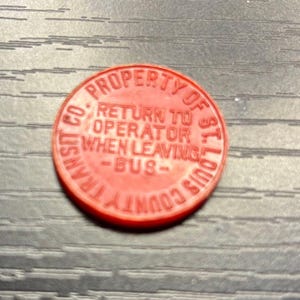 PROPERTY OF ST. LOUIS COUNTY TRANSIT CO.
RETURN TO
OPERATOR
WHEN LEAVING
-BUS-